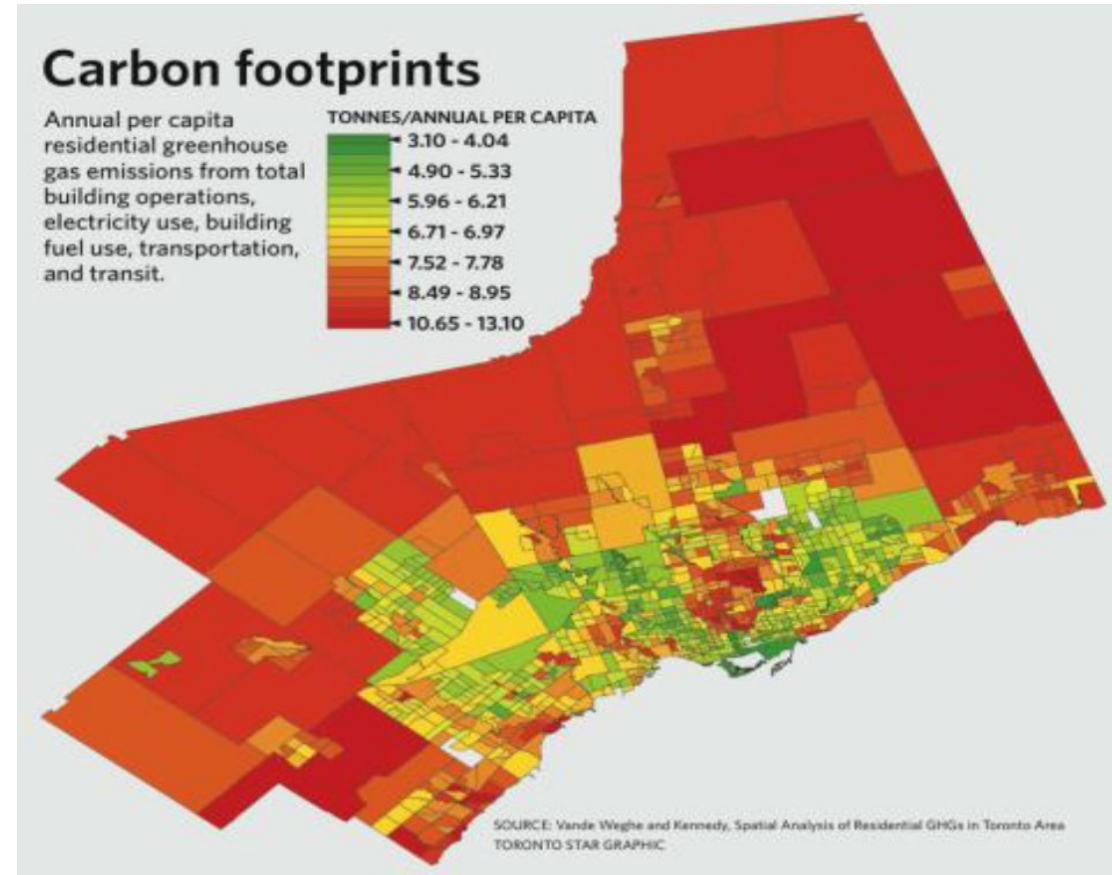 Carbon footprints
Annual per capita
residential greenhouse
gas emissions from total
building operations,
electricity use, building
fuel use, transportation,
and transit.
TONNES/ANNUAL PER CAPITA
3.10 - 4.04
4.90 - 5.33
5.96 - 6.21
6.71 - 6.97
7.52 - 7.78
8.49 - 8.95
10.65 - 13.10
SOURCE: Vande Weghe and Kennedy, Spatial Analysis of Residential GHGs in Toronto Area
TORONTO STAR GRAPHIC